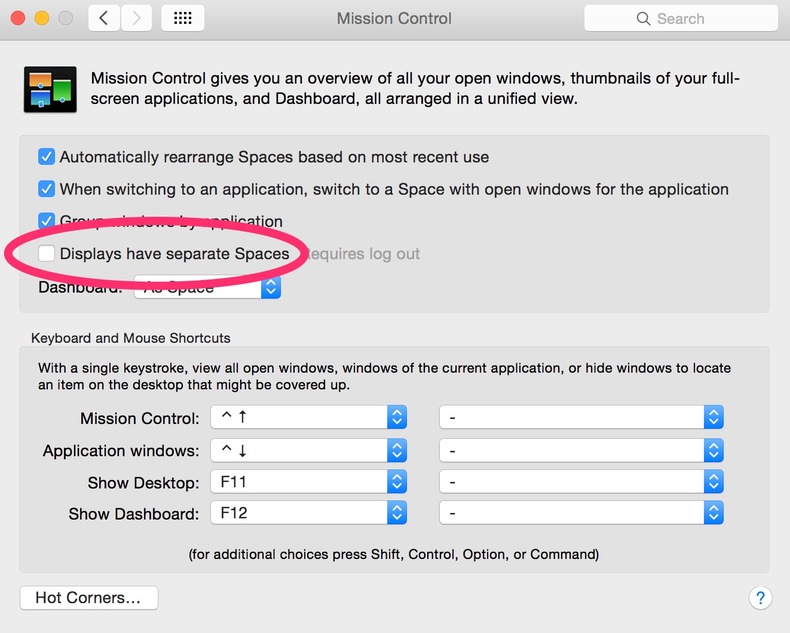 Mission Control
Search
Mission Control gives you an overview of all your open windows, thumbnails of your full-
screen applications, and Dashboard, all arranged in a unified view.
Automatically rearrange Spaces based on most recent use
When switching to an application, switch to a Space with open windows for the application
Group windows by application
Displays have separate Spaces requires log out
Dashboard: As Space
Keyboard and Mouse Shortcuts
With a single keystroke, view all open windows, windows of the current application, or hide windows to locate
an item on the desktop that might be covered up.
Mission Control: ^ ↑ -
Application windows: ^ ↓ -
Show Desktop: F11 -
Show Dashboard: F12 -
(for additional choices press Shift, Control, Option, or Command)
Hot Corners... ?